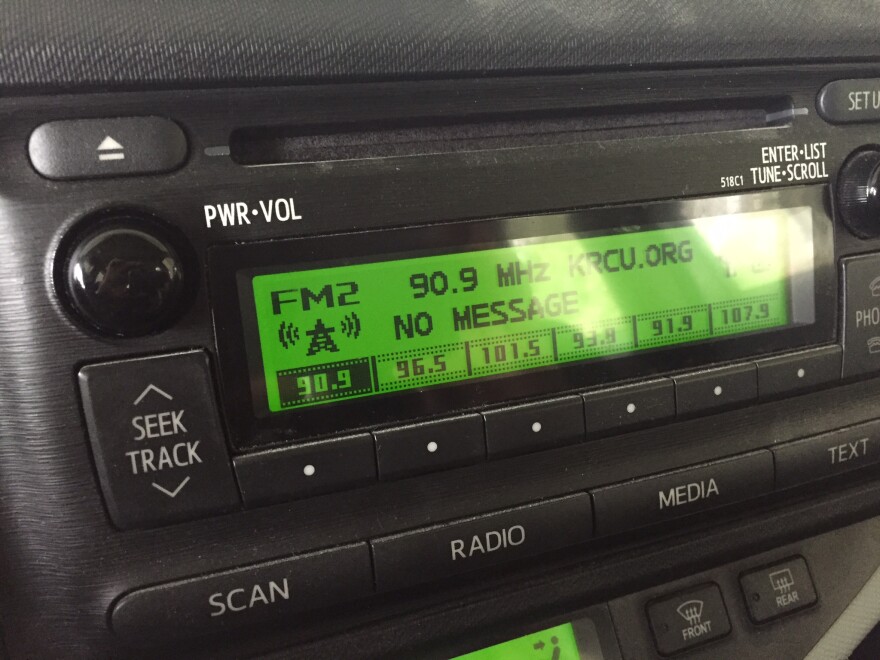 SET U
ENTER•LIST
518C1 TUNE•SCROLL
PWR•VOL
FM2 90.9 MHz KRCU.ORG
NO MESSAGE
90.9 96.5 101.5 93.9 91.9 107.9
PHO
SEEK
TRACK
SCAN RADIO MEDIA TEXT
FRONT REAR